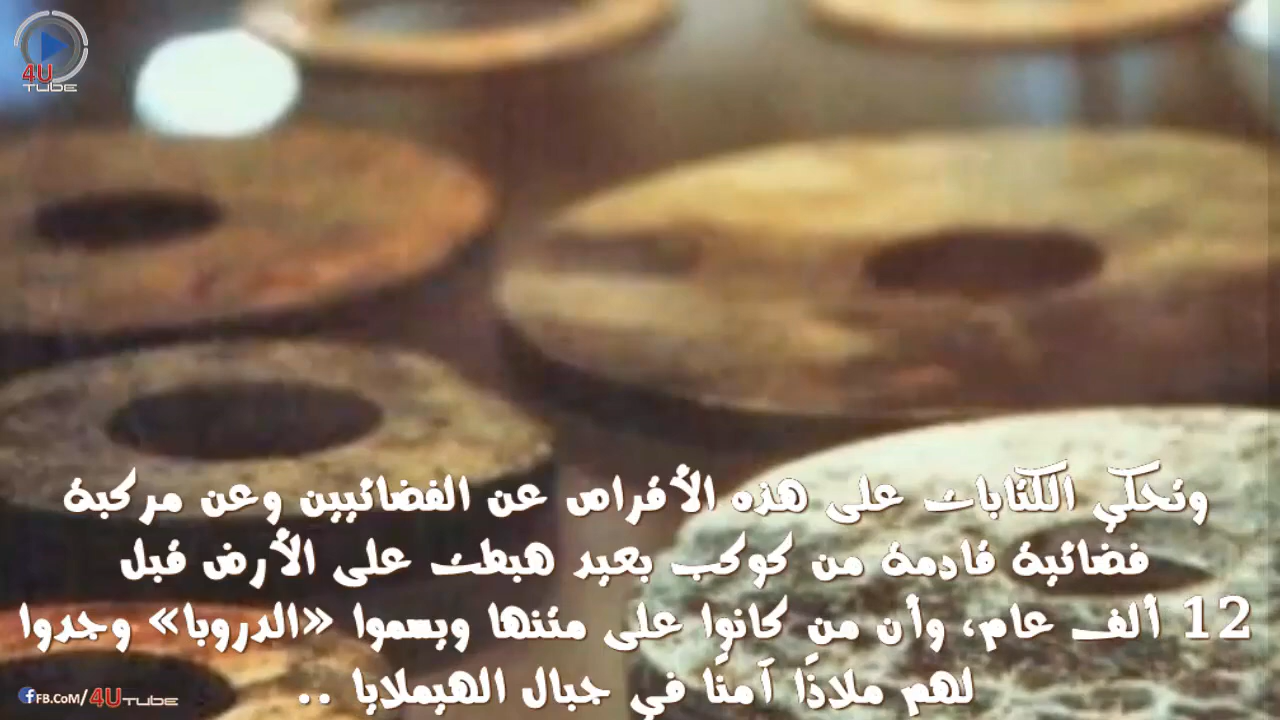 4U
TUBE
وتحكي الكتابات على هذه الأقراص عن الفضائيين وعن مركبة
فضائية قادمة من كوكب بعيد هبطت على الأرض قبل
12 ألف عام، وأن من كانوا على متنها ويسموا «الدروبا» وجدوا
لهم ملاذًا آمنًا في جبال الهيملايا ..
f FB.COM/4UTUBE